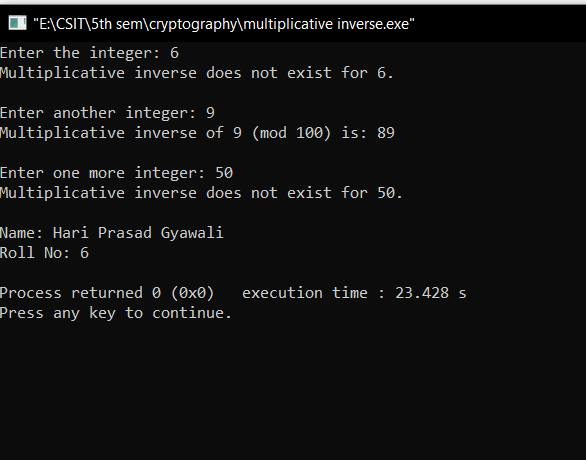 "E:\CSIT\5th sem\cryptography\multiplicative inverse.exe"
Enter the integer: 6
Multiplicative inverse does not exist for 6.
Enter another integer: 9
Multiplicative inverse of 9 (mod 100) is: 89
Enter one more integer: 50
Multiplicative inverse does not exist for 50.
Name: Hari Prasad Gyawali
Roll No: 6
Process returned 0 (0x0)   execution time : 23.428 s
Press any key to continue.